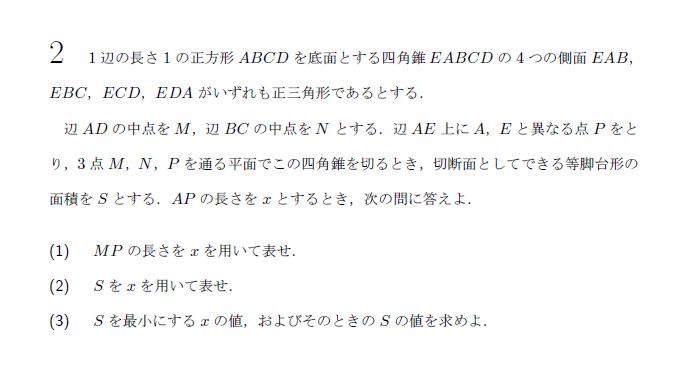 2 1辺の長さ1の正方形 ABCD を底面とする四角錐 EABCD の4つの側面 EAB,
EBC, ECD, EDA がいずれも正三角形であるとする.
辺 AD の中点を M, 辺 BC の中点を N とする. 辺 AE 上に A, E と異なる点 P をと
り, 3点 M, N, P を通る平面でこの四角錐を切るとき, 切断面としてできる等脚台形の
面積を S とする. AP の長さを x とするとき, 次の問に答えよ.
(1) MP の長さを x を用いて表せ.
(2) S を x を用いて表せ.
(3) S を最小にする x の値, およびそのときの S の値を求めよ.